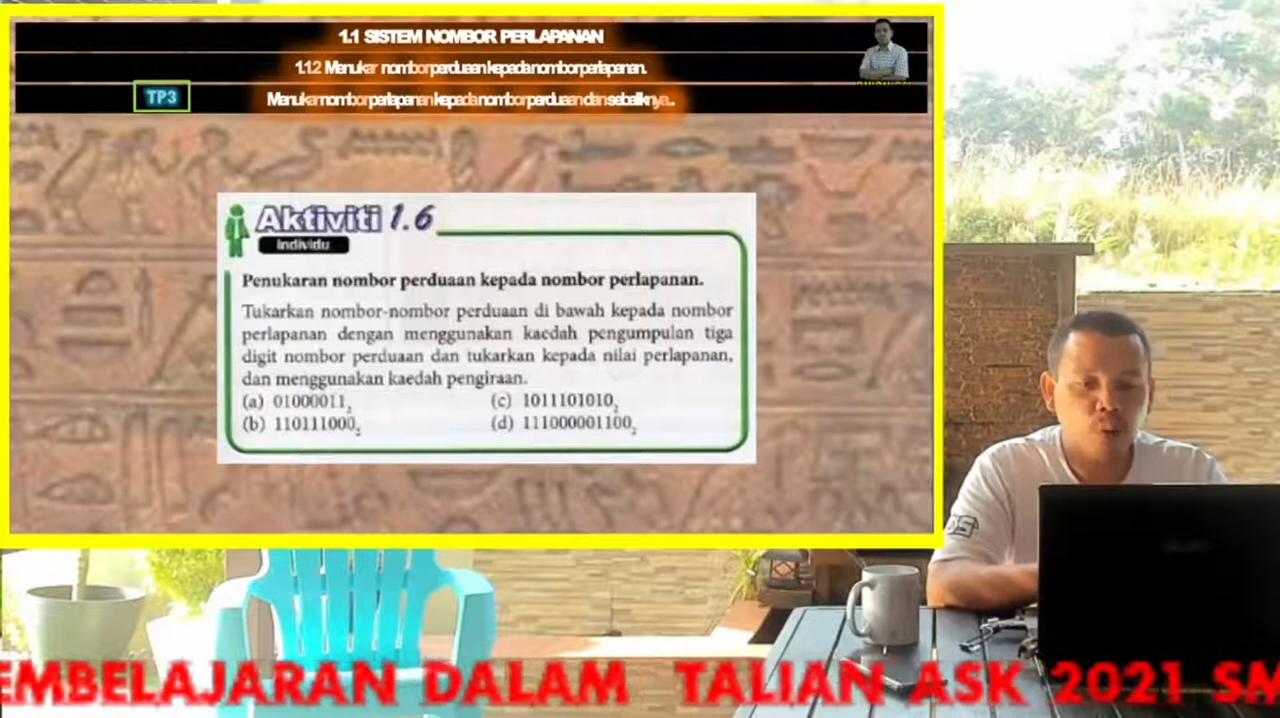 1.1 SISTEM NOMBOR PERLAPANAN
1.1.2 Menukar nombor perduaan kepada nombor perlapanan.
TP3
Menukar nombor perlapanan kepada nombor perduaan dan sebaliknya..
Aktiviti 1.6
Individu
Penukaran nombor perduaan kepada nombor perlapanan.
Tukarkan nombor-nombor perduaan di bawah kepada nombor
perlapanan dengan menggunakan kaedah pengumpulan tiga
digit nombor perduaan dan tukarkan kepada nilai perlapanan,
dan menggunakan kaedah pengiraan.
(a) 01000011₂
(c) 1011101010₂
(b) 110111000₂
(d) 111000001100₂
EMBELAJARAN DALAM TALIAN ASK 2021 SM